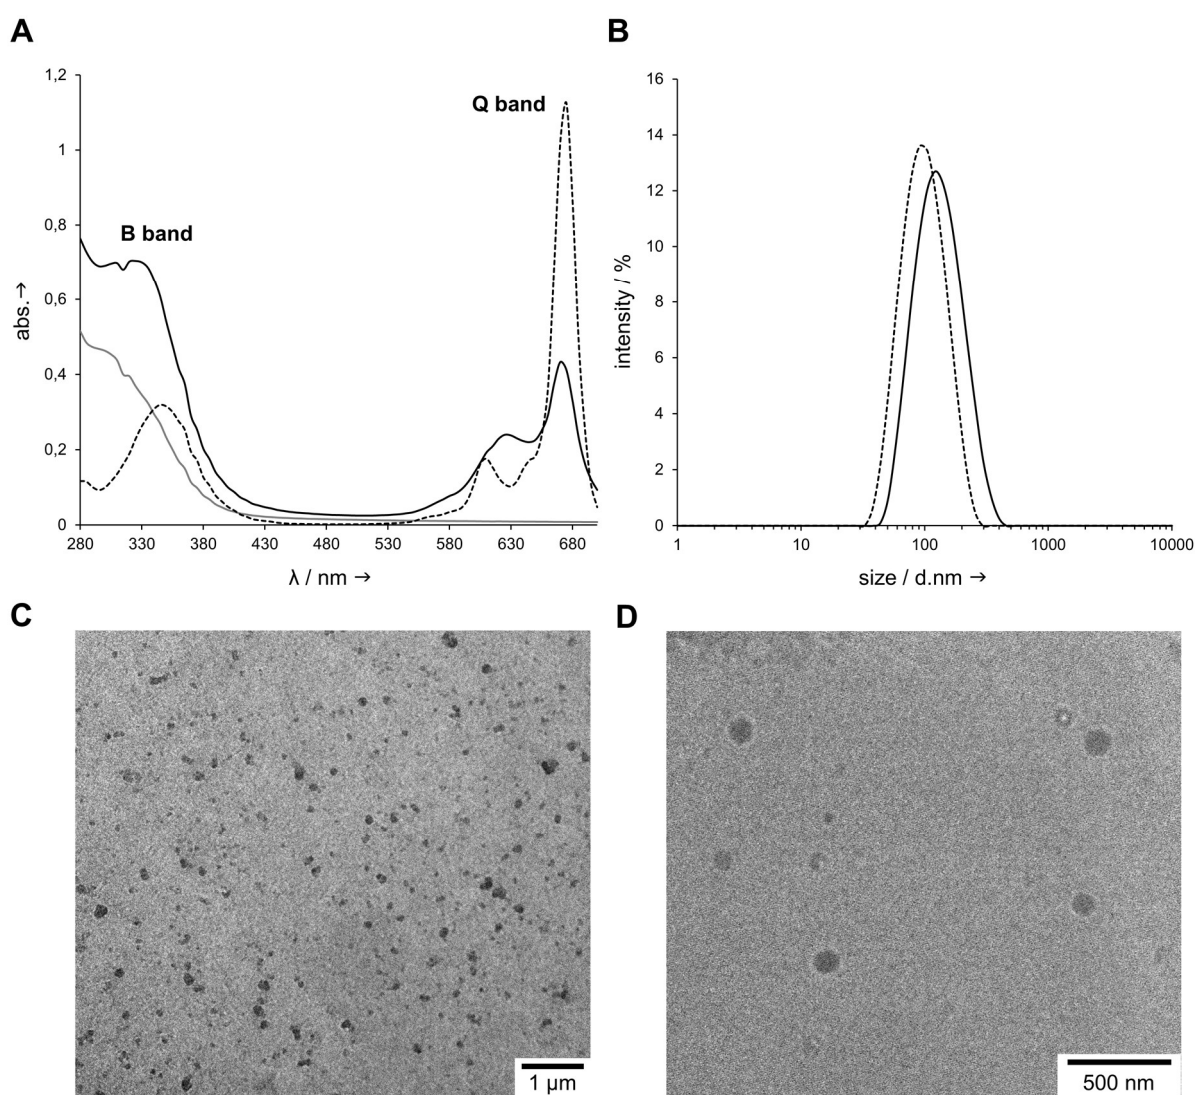 A
B
1,2
1
0,8
0,6
0,4
0,2
0
abs.→
B band
Q band
280 330 380 430 480 530 580 630 680
λ / nm →
16
14
12
10
8
6
4
2
0
intensity / %
1 10 100 1000 10000
size / d.nm →
C
D
1 µm
500 nm